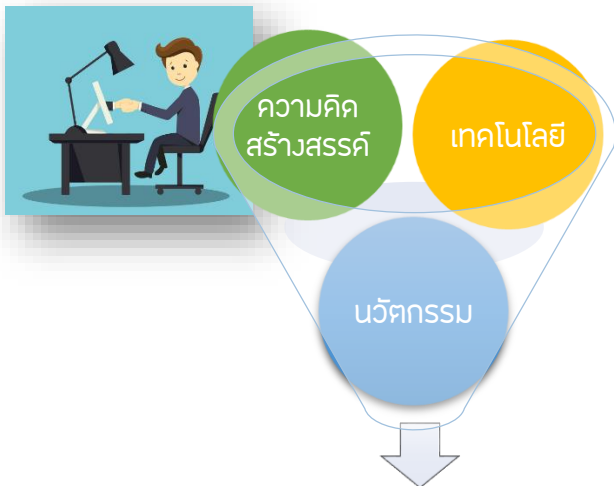 ความคิด
สร้างสรรค์
เทคโนโลยี
นวัตกรรม